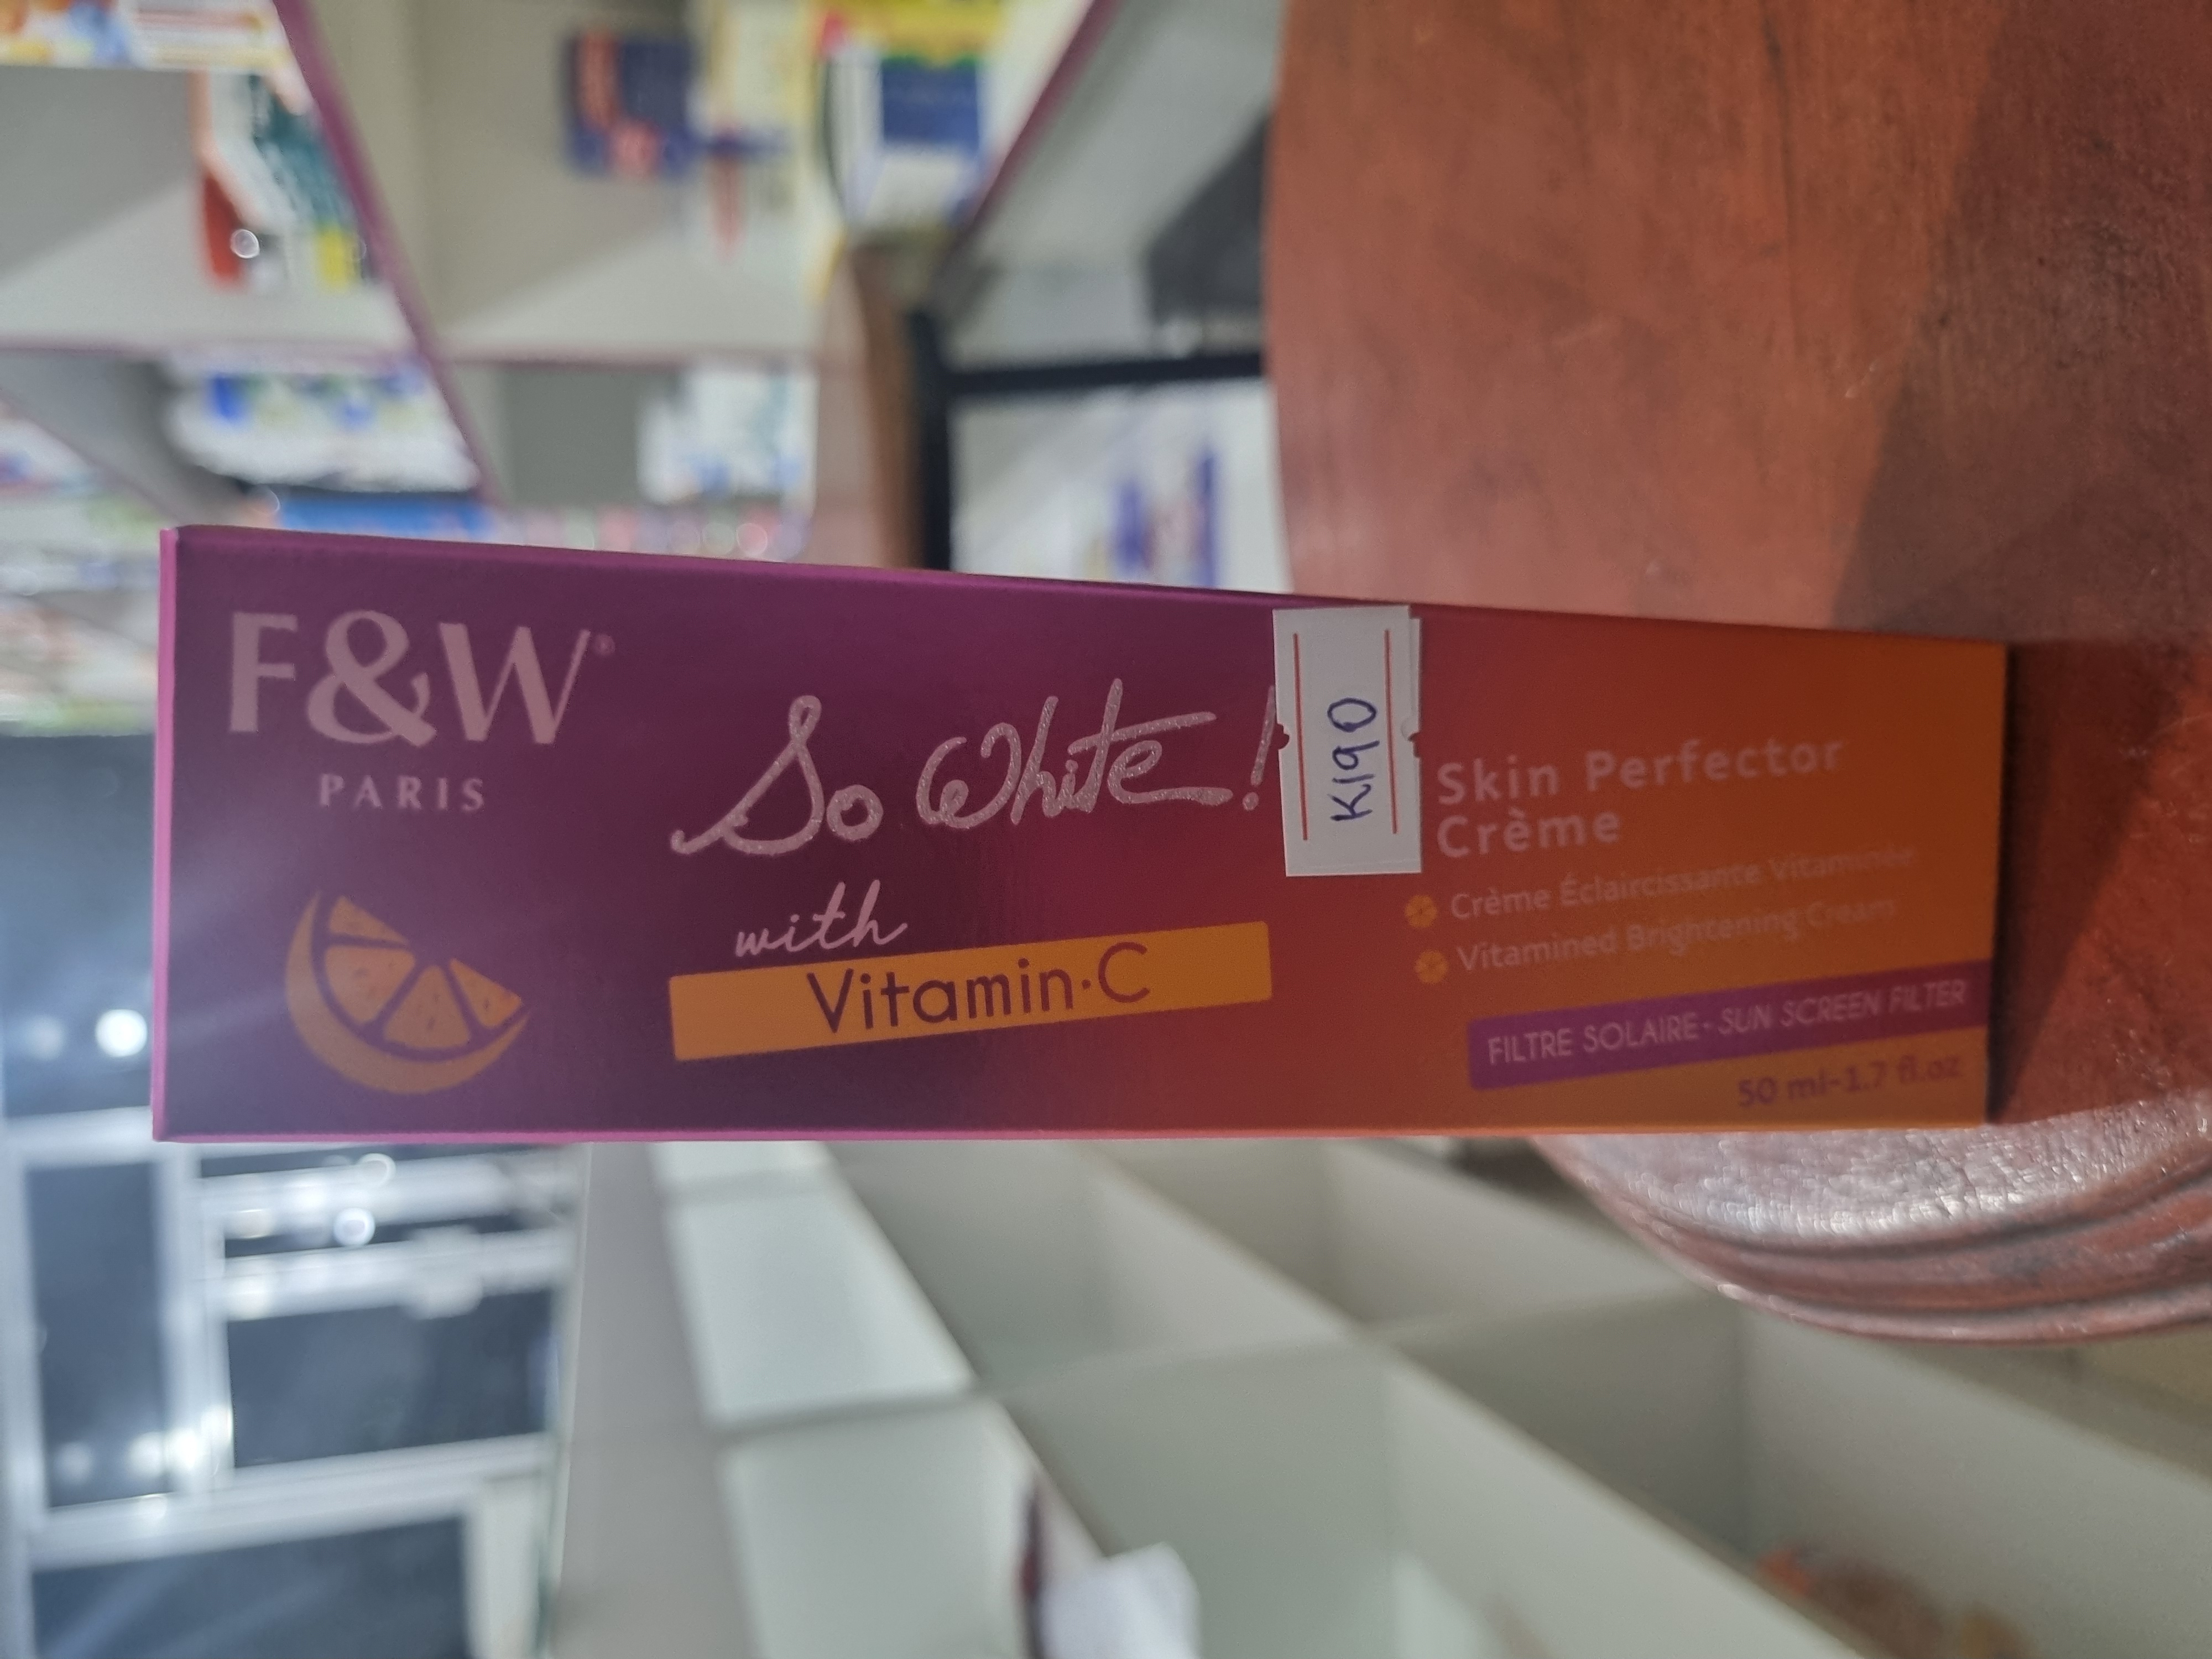 F&W®
PARIS
So White!
with
Vitamin·C
K190
Skin Perfector
Crème
Crème Éclaircissante Vitaminée
Vitamined Brightening Cream
FILTRE SOLAIRE - SUN SCREEN FILTER
50 ml-1.7 fl.oz